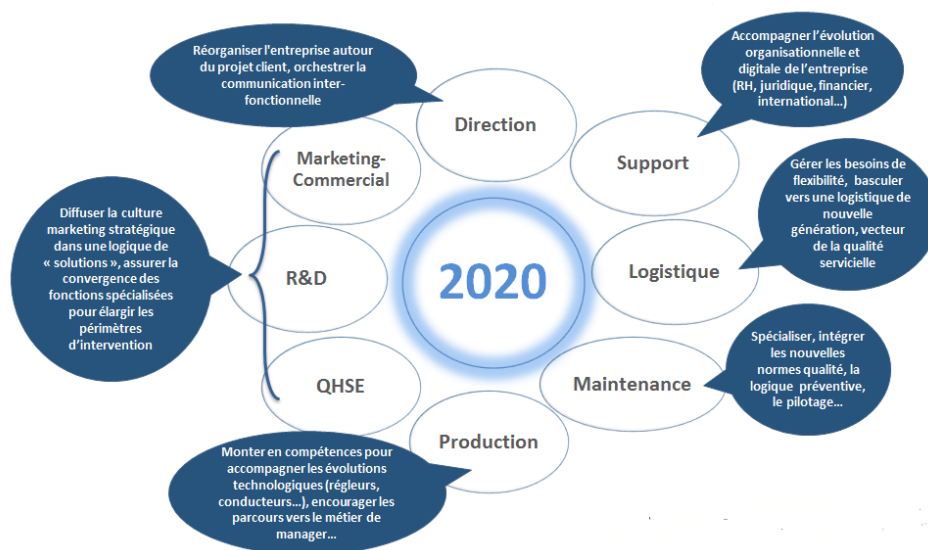 Réorganiser l'entreprise autour
du projet client, orchestrer la
communication inter-
fonctionnelle
Direction
Accompagner l'évolution
organisationnelle et
digitale de l'entreprise
(RH, juridique, financier,
international...)
Marketing-
Commercial
Support
Diffuser la culture
marketing stratégique
dans une logique de
« solutions », assurer la
convergence des
fonctions spécialisées
pour élargir les
périmètres
d'intervention
R&D
2020
Logistique
Gérer les besoins de
flexibilité, basculer
vers une logistique de
nouvelle
génération, vecteur
de la qualité
servicielle
QHSE
Maintenance
Spécialiser, intégrer
les nouvelles
normes qualité, la
logique préventive,
le pilotage...
Production
Monter en compétences pour
accompagner les évolutions
technologiques (régleurs,
conducteurs...), encourager les
parcours vers le métier de
manager...